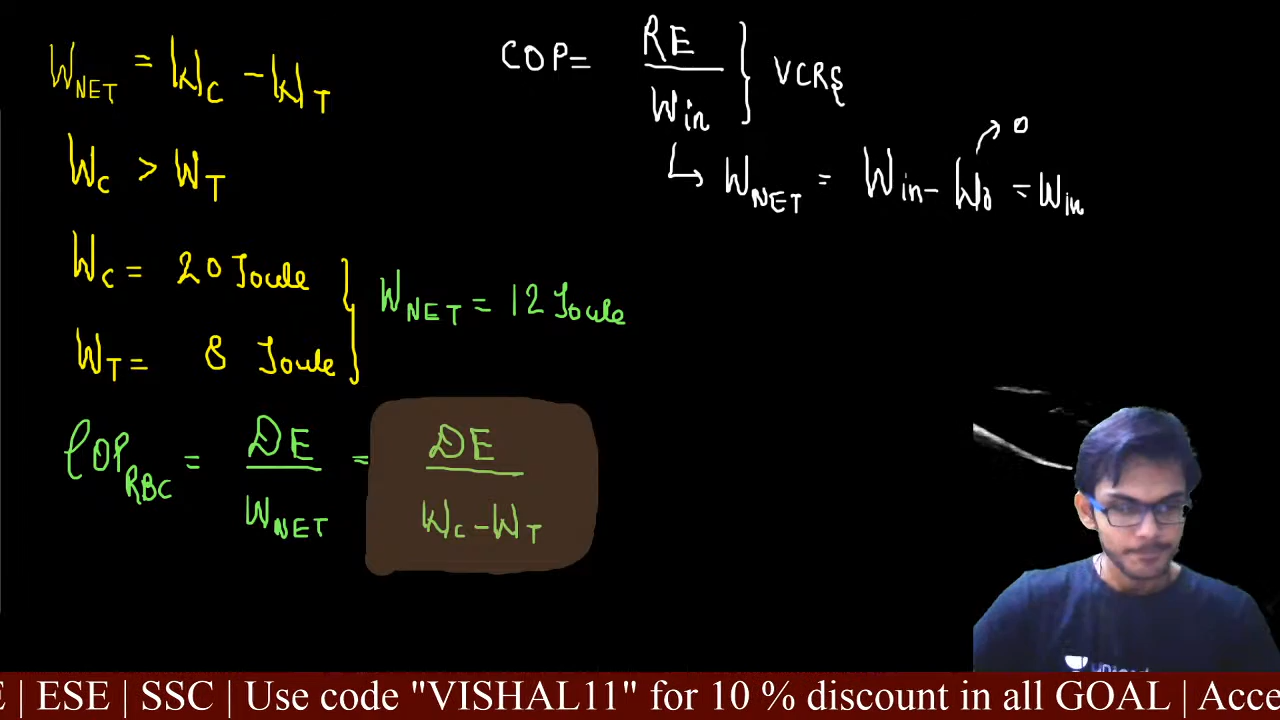 W_NET = W_C - W_T
W_C > W_T
W_C = 20 Joule
W_T = 8 Joule
W_NET = 12 Joule
COP_RBC = DE / W_NET = DE / (W_C - W_T)
COP = RE / W_in } VCRS
↳ W_NET = W_in - W_0 = W_in
→ 0
E | ESE | SSC | Use code "VISHAL11" for 10 % discount in all GOAL | Acce